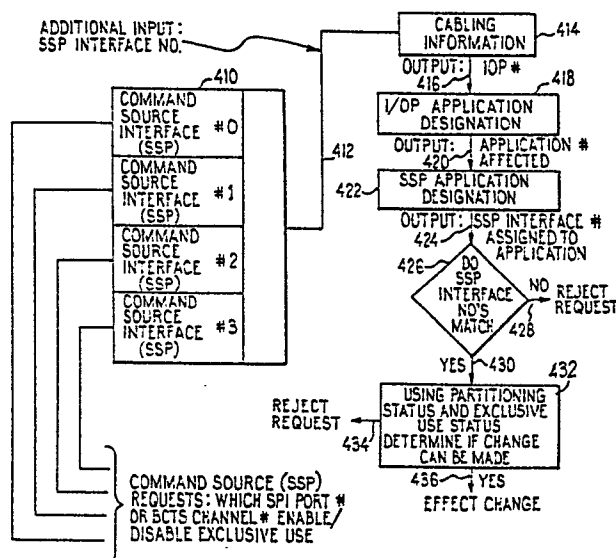 ADDITIONAL INPUT:
SSP INTERFACE NO.
CABLING
INFORMATION
414
OUTPUT: IOP #
416
418
I/OP APPLICATION
DESIGNATION
OUTPUT: APPLICATION #
420 AFFECTED
SSP APPLICATION
DESIGNATION
422
OUTPUT: SSP INTERFACE #
424 ASSIGNED TO
APPLICATION
426
DO
SSP
INTERFACE
NO'S
MATCH
NO
REJECT
REQUEST
428
YES
430
432
USING PARTITIONING
STATUS AND EXCLUSIVE
USE STATUS
DETERMINE IF CHANGE
CAN BE MADE
REJECT
REQUEST
434
436
YES
EFFECT CHANGE
410
412
COMMAND
SOURCE #0
INTERFACE
(SSP)
COMMAND
SOURCE #1
INTERFACE
(SSP)
COMMAND
SOURCE #2
INTERFACE
(SSP)
COMMAND
SOURCE #3
INTERFACE
(SSP)
COMMAND SOURCE (SSP)
REQUESTS: WHICH SPI PORT #
OR BCTS CHANNEL # ENABLE/
DISABLE EXCLUSIVE USE